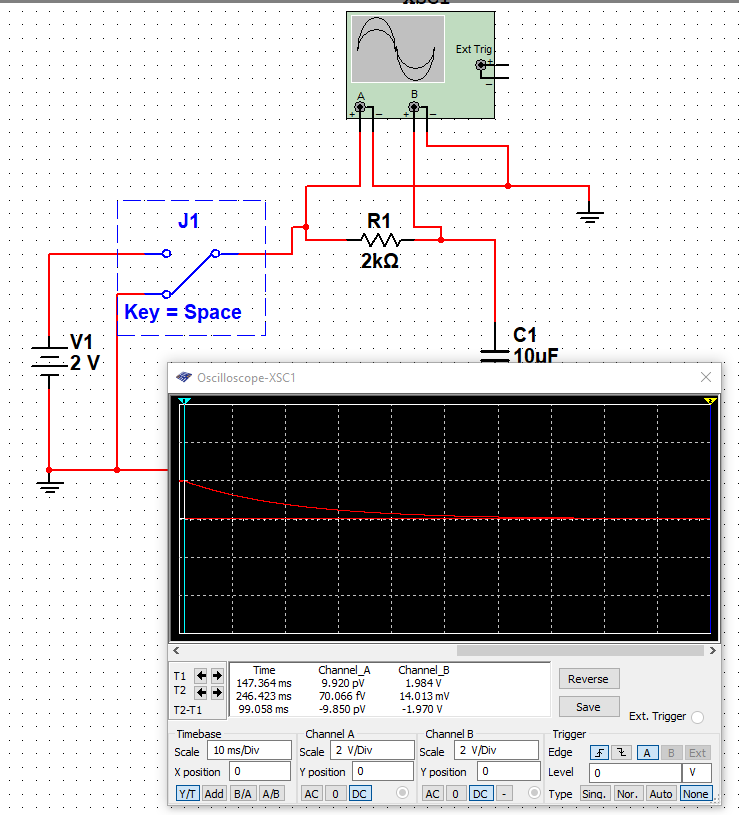 XSC1
Ext Trig
+
−
A
B
+ − + −
J1
R1
2kΩ
Key = Space
V1
2 V
C1
10µF
Oscilloscope-XSC1
Time Channel_A Channel_B
T1 147.364 ms 9.920 pV 1.984 V
T2 246.423 ms 70.066 fV 14.013 mV
T2-T1 99.058 ms -9.850 pV -1.970 V
Reverse
Save
Ext. Trigger
Timebase
Scale 10 ms/Div
X position 0
Y/T Add B/A A/B
Channel A
Scale 2 V/Div
Y position 0
AC 0 DC
Channel B
Scale 2 V/Div
Y position 0
AC 0 DC -
Trigger
Edge A B Ext
Level 0 V
Type Sing. Nor. Auto None